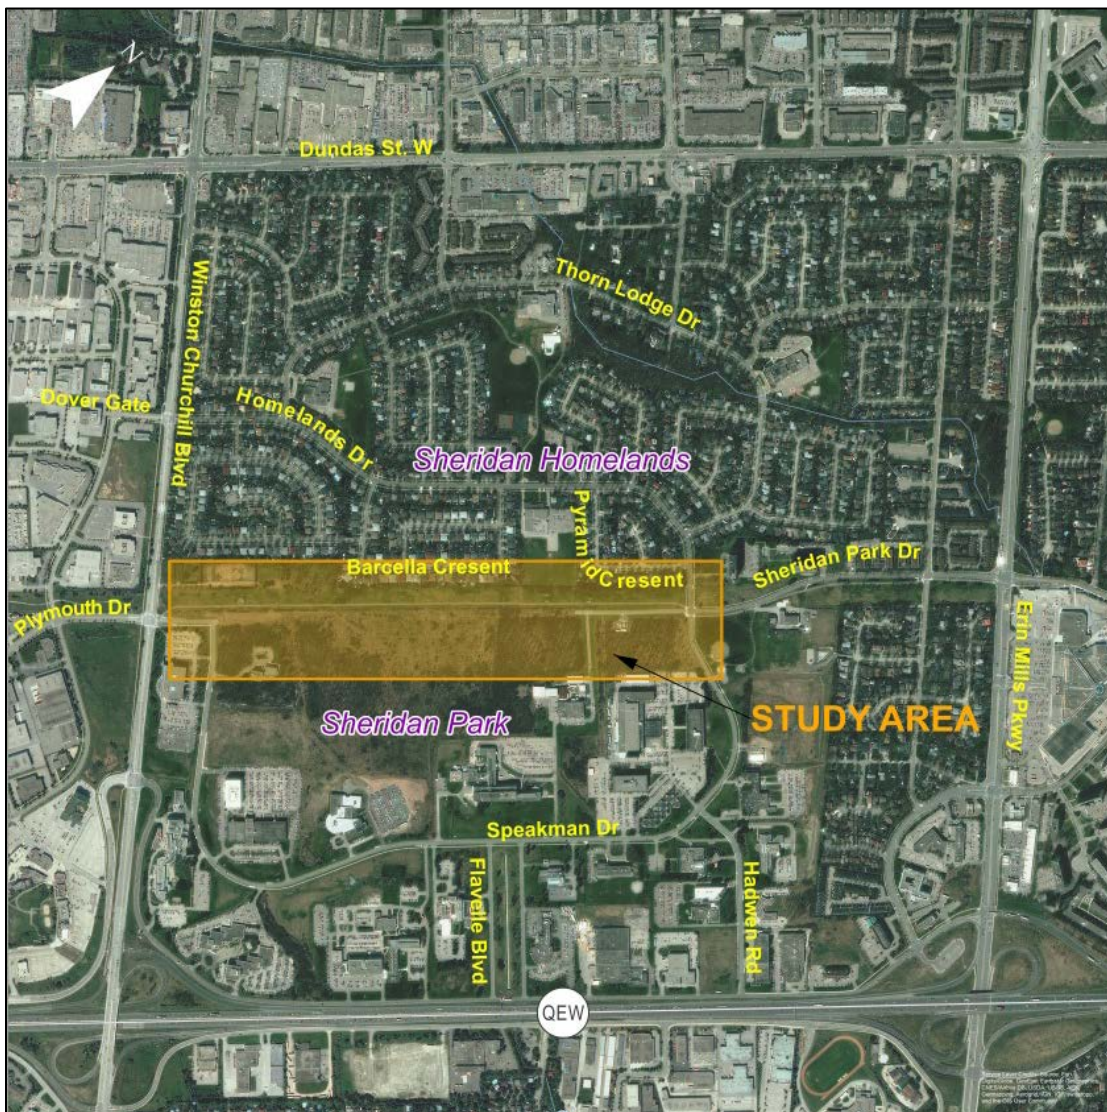 N
Dundas St. W
Thorn Lodge Dr
Winston Churchill Blvd
Dover Gate
Homelands Dr
Sheridan Homelands
Pyramid Cresent
Barcella Cresent
Sheridan Park Dr
Plymouth Dr
Erin Mills Pkwy
Sheridan Park
STUDY AREA
Speakman Dr
Flavelle Blvd
Hadwen Rd
QEW